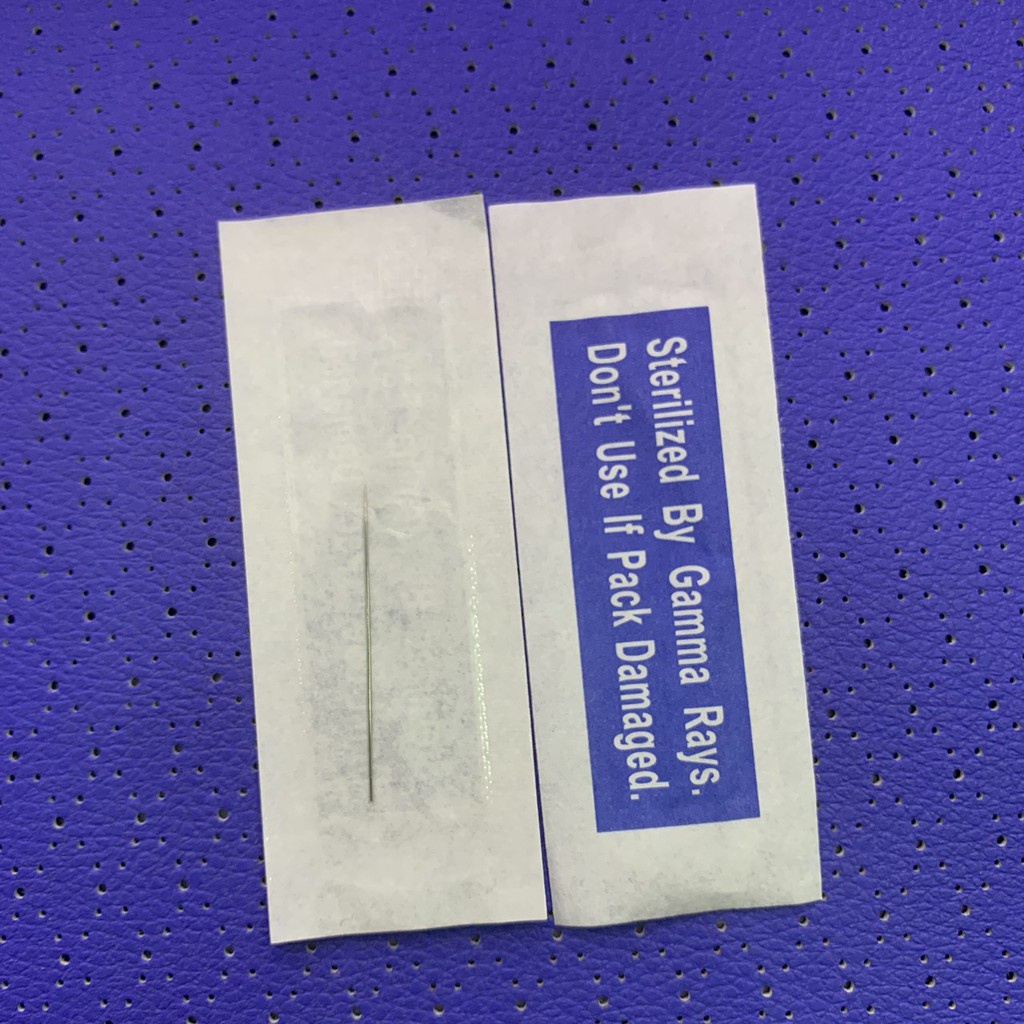 Sterilized By Gamma Rays.
Don't Use If Pack Damaged.